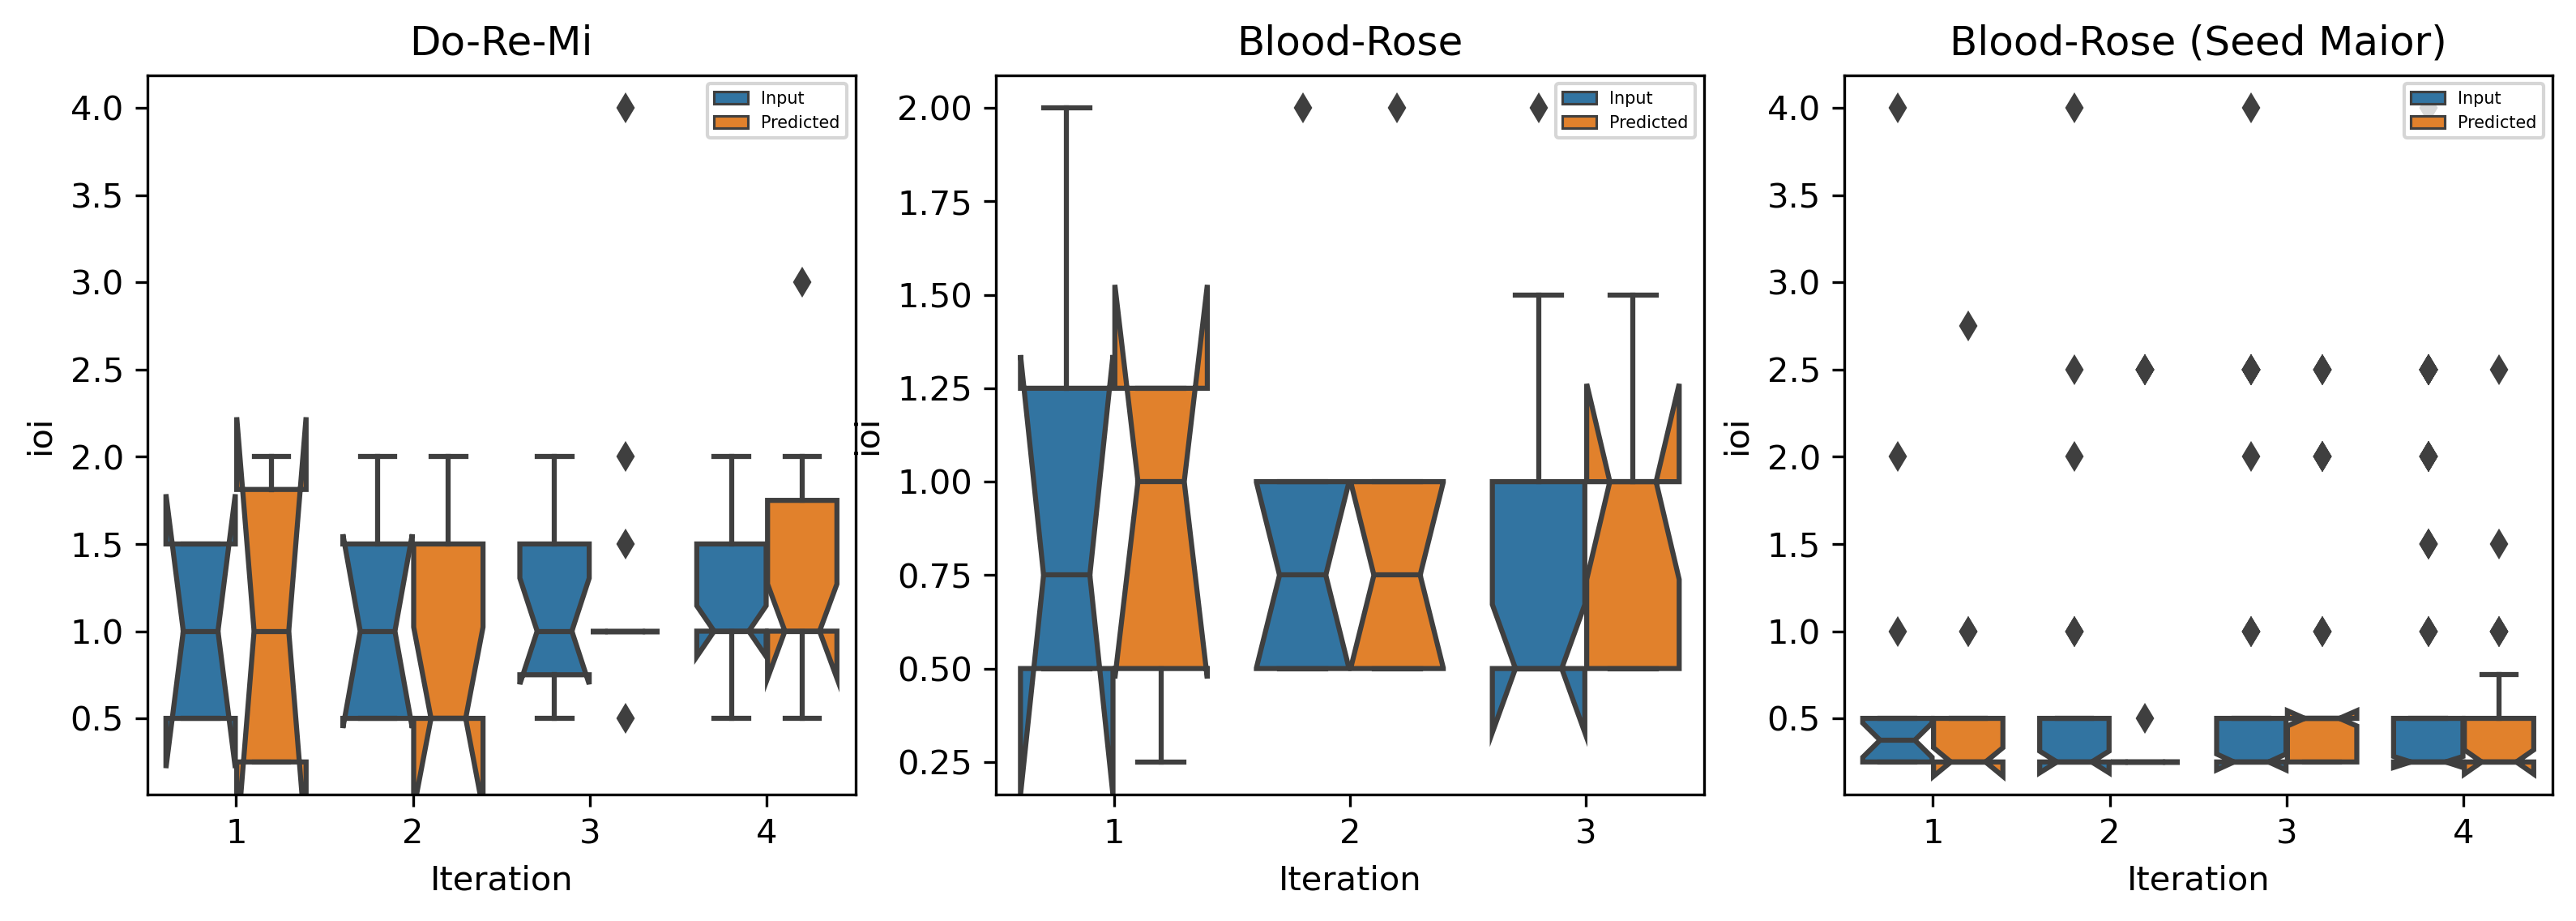 Do-Re-Mi
Input
Predicted
4.0
3.5
3.0
2.5
2.0
1.5
1.0
0.5
ioi
1 2 3 4
Iteration
Blood-Rose
Input
Predicted
2.00
1.75
1.50
1.25
1.00
0.75
0.50
0.25
ioi
1 2 3
Iteration
Blood-Rose (Seed Maior)
Input
Predicted
4.0
3.5
3.0
2.5
2.0
1.5
1.0
0.5
ioi
1 2 3 4
Iteration